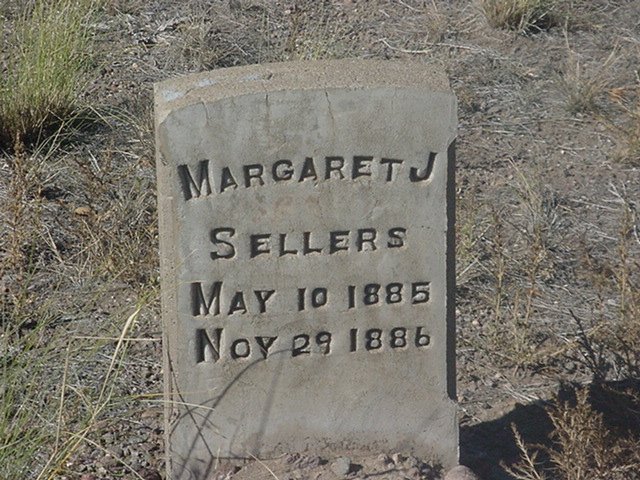 MARGARET J
SELLERS
MAY 10 1885
NOV 29 1886